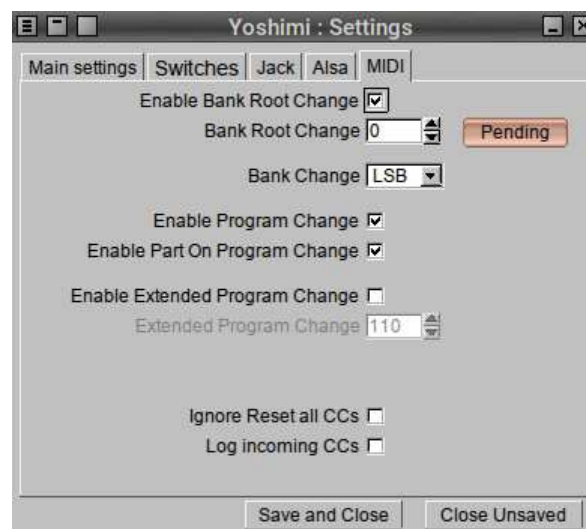 Yoshimi : Settings
Main settings Switches Jack Alsa MIDI
Enable Bank Root Change
Bank Root Change 0 Pending
Bank Change LSB
Enable Program Change
Enable Part On Program Change
Enable Extended Program Change
Extended Program Change 110
Ignore Reset all CCs
Log incoming CCs
Save and Close Close Unsaved